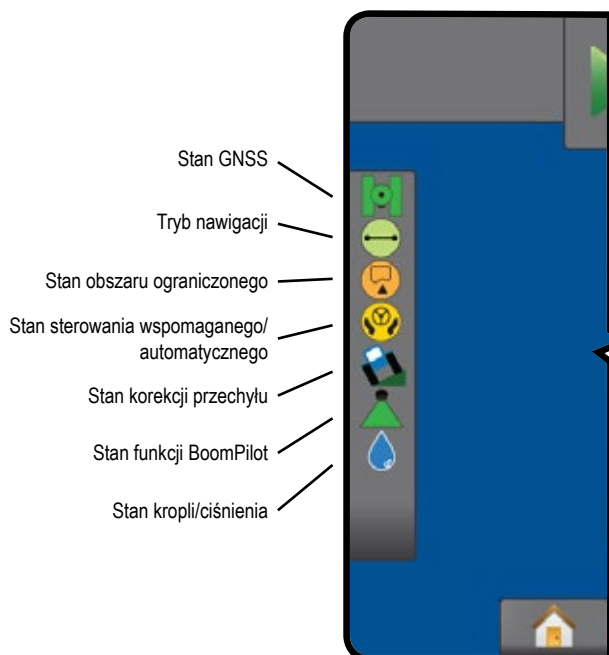 Stan GNSS
Tryb nawigacji
Stan obszaru ograniczonego
Stan sterowania wspomaganego/
automatycznego
Stan korekcji przechyłu
Stan funkcji BoomPilot
Stan kropli/ciśnienia